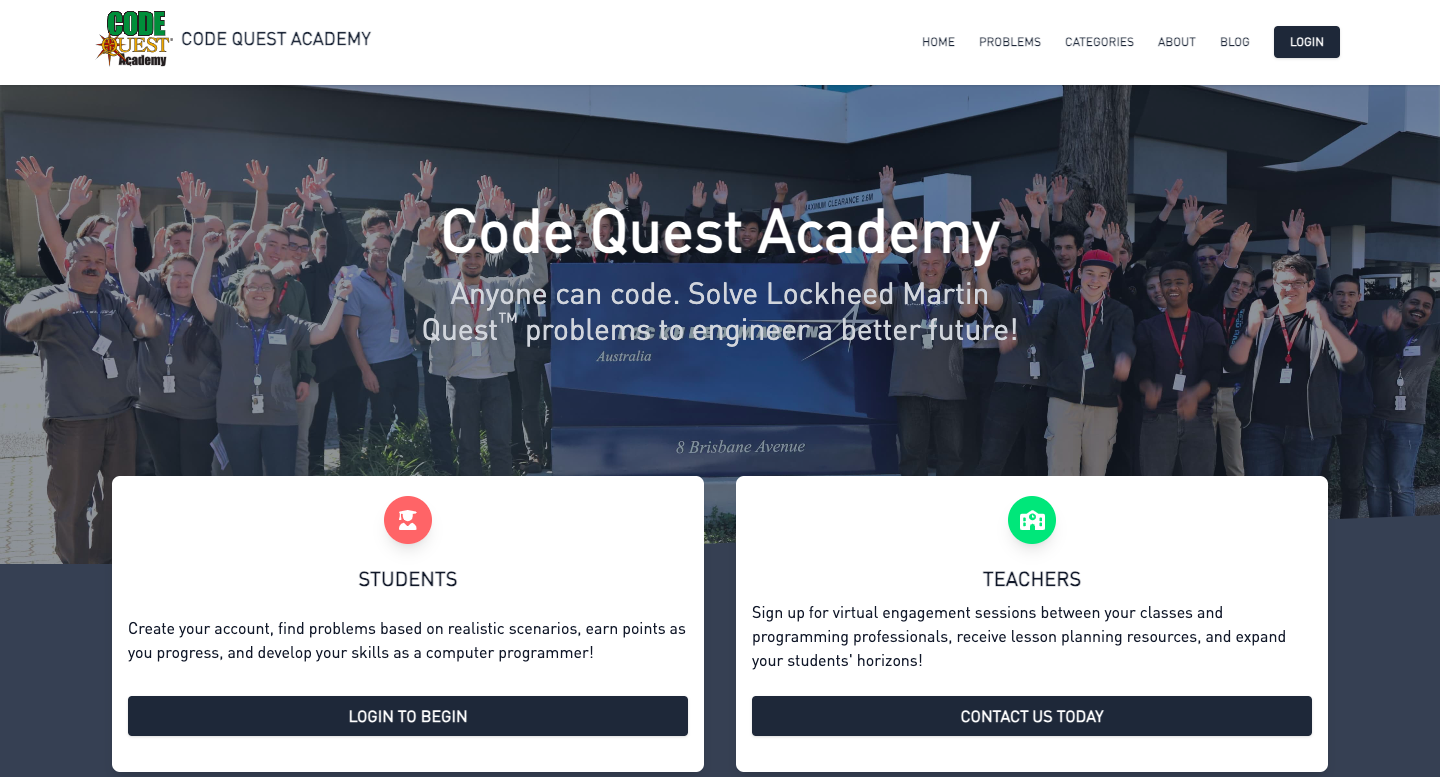 CODE
QUEST
Academy
CODE QUEST ACADEMY
HOME
PROBLEMS
CATEGORIES
ABOUT
BLOG
LOGIN
MAXIMUM CLEARANCE 2.6M
Code Quest Academy
Anyone can code. Solve Lockheed Martin
Quest™ problems to engineer a better future!
LOCKHEED MARTIN
Australia
8 Brisbane Avenue
STUDENTS
Create your account, find problems based on realistic scenarios, earn points as
you progress, and develop your skills as a computer programmer!
LOGIN TO BEGIN
TEACHERS
Sign up for virtual engagement sessions between your classes and
programming professionals, receive lesson planning resources, and expand
your students' horizons!
CONTACT US TODAY